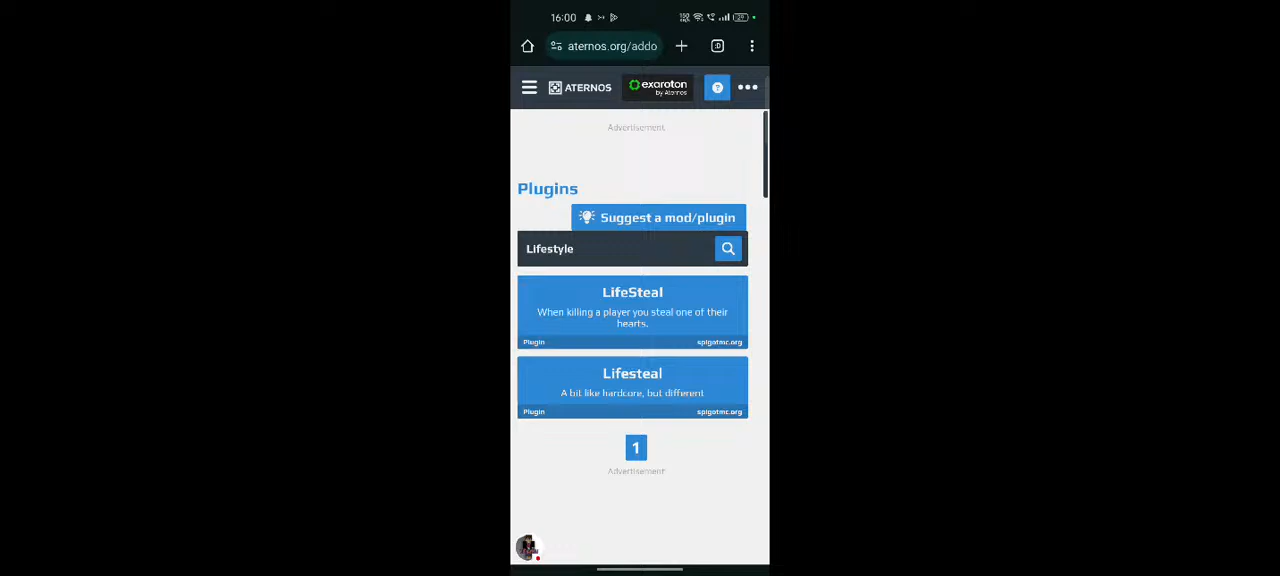 16:00
aternos.org/addo
:D
ATERNOS
exaroton
by Aternos
?
Advertisement
Plugins
Suggest a mod/plugin
Lifestyle
LifeSteal
When killing a player you steal one of their
hearts.
Plugin
spigotmc.org
Lifesteal
A bit like hardcore, but different
Plugin
spigotmc.org
1
Advertisement